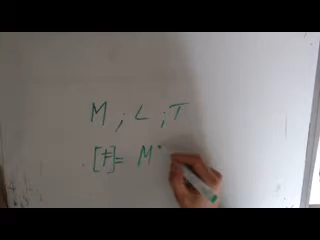 M ; L ; T
[F] = M